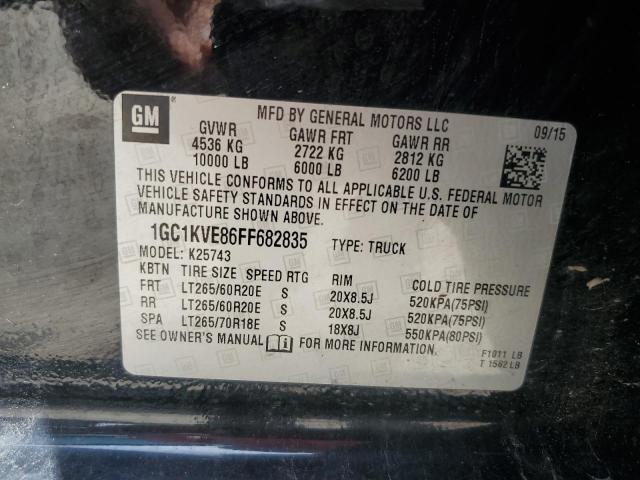 GM
MFD BY GENERAL MOTORS LLC
09/15
GVWR GAWR FRT GAWR RR
4536 KG 2722 KG 2812 KG
10000 LB 6000 LB 6200 LB
THIS VEHICLE CONFORMS TO ALL APPLICABLE U.S. FEDERAL MOTOR
VEHICLE SAFETY STANDARDS IN EFFECT ON THE DATE OF
MANUFACTURE SHOWN ABOVE.
1GC1KVE86FF682835 TYPE: TRUCK
MODEL: K25743
KBTN TIRE SIZE SPEED RTG RIM COLD TIRE PRESSURE
FRT LT265/60R20E S 20X8.5J 520KPA(75PSI)
RR LT265/60R20E S 20X8.5J 520KPA(75PSI)
SPA LT265/70R18E S 18X8J 550KPA(80PSI)
SEE OWNER'S MANUAL FOR MORE INFORMATION.
F1011 LB
T 1562 LB